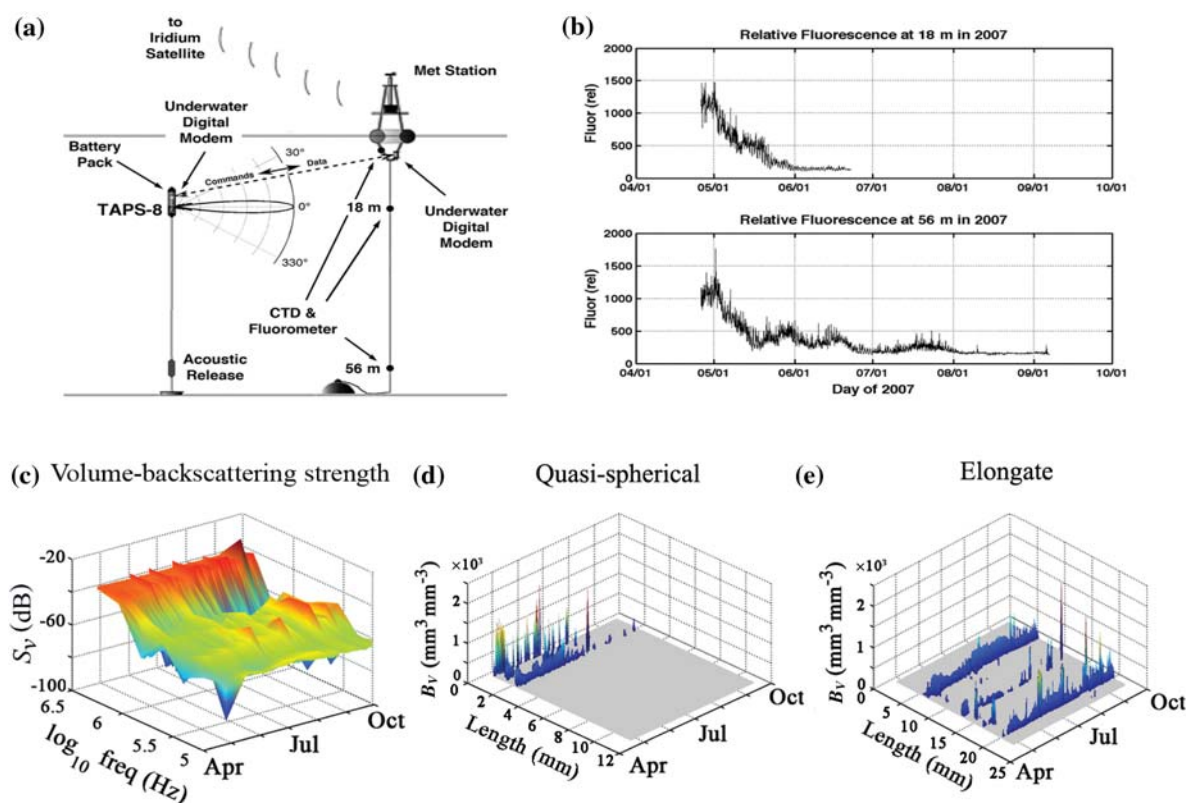 (a)
to
Iridium
Satellite
Met Station
Underwater
Digital
Modem
Battery
Pack
30°
Commands
Data
TAPS-8
0°
18 m
Underwater
Digital
Modem
330°
CTD &
Fluorometer
Acoustic
Release
56 m
(b)
Relative Fluorescence at 18 m in 2007
Fluor (rel)
2000
1500
1000
500
0
04/01 05/01 06/01 07/01 08/01 09/01 10/01
Relative Fluorescence at 56 m in 2007
Fluor (rel)
2000
1500
1000
500
0
04/01 05/01 06/01 07/01 08/01 09/01 10/01
Day of 2007
(c) Volume-backscattering strength
Sv (dB)
-20
-60
-100
6.5
6
5.5
5
log10 freq (Hz)
Apr
Jul
Oct
(d) Quasi-spherical
×10³
BV (mm³ mm-³)
2
1
0
0
2
4
6
8
10
12
Length (mm)
Apr
Jul
Oct
(e) Elongate
×10³
BV (mm³ mm-³)
2
1
0
0
5
10
15
20
25
Length (mm)
Apr
Jul
Oct